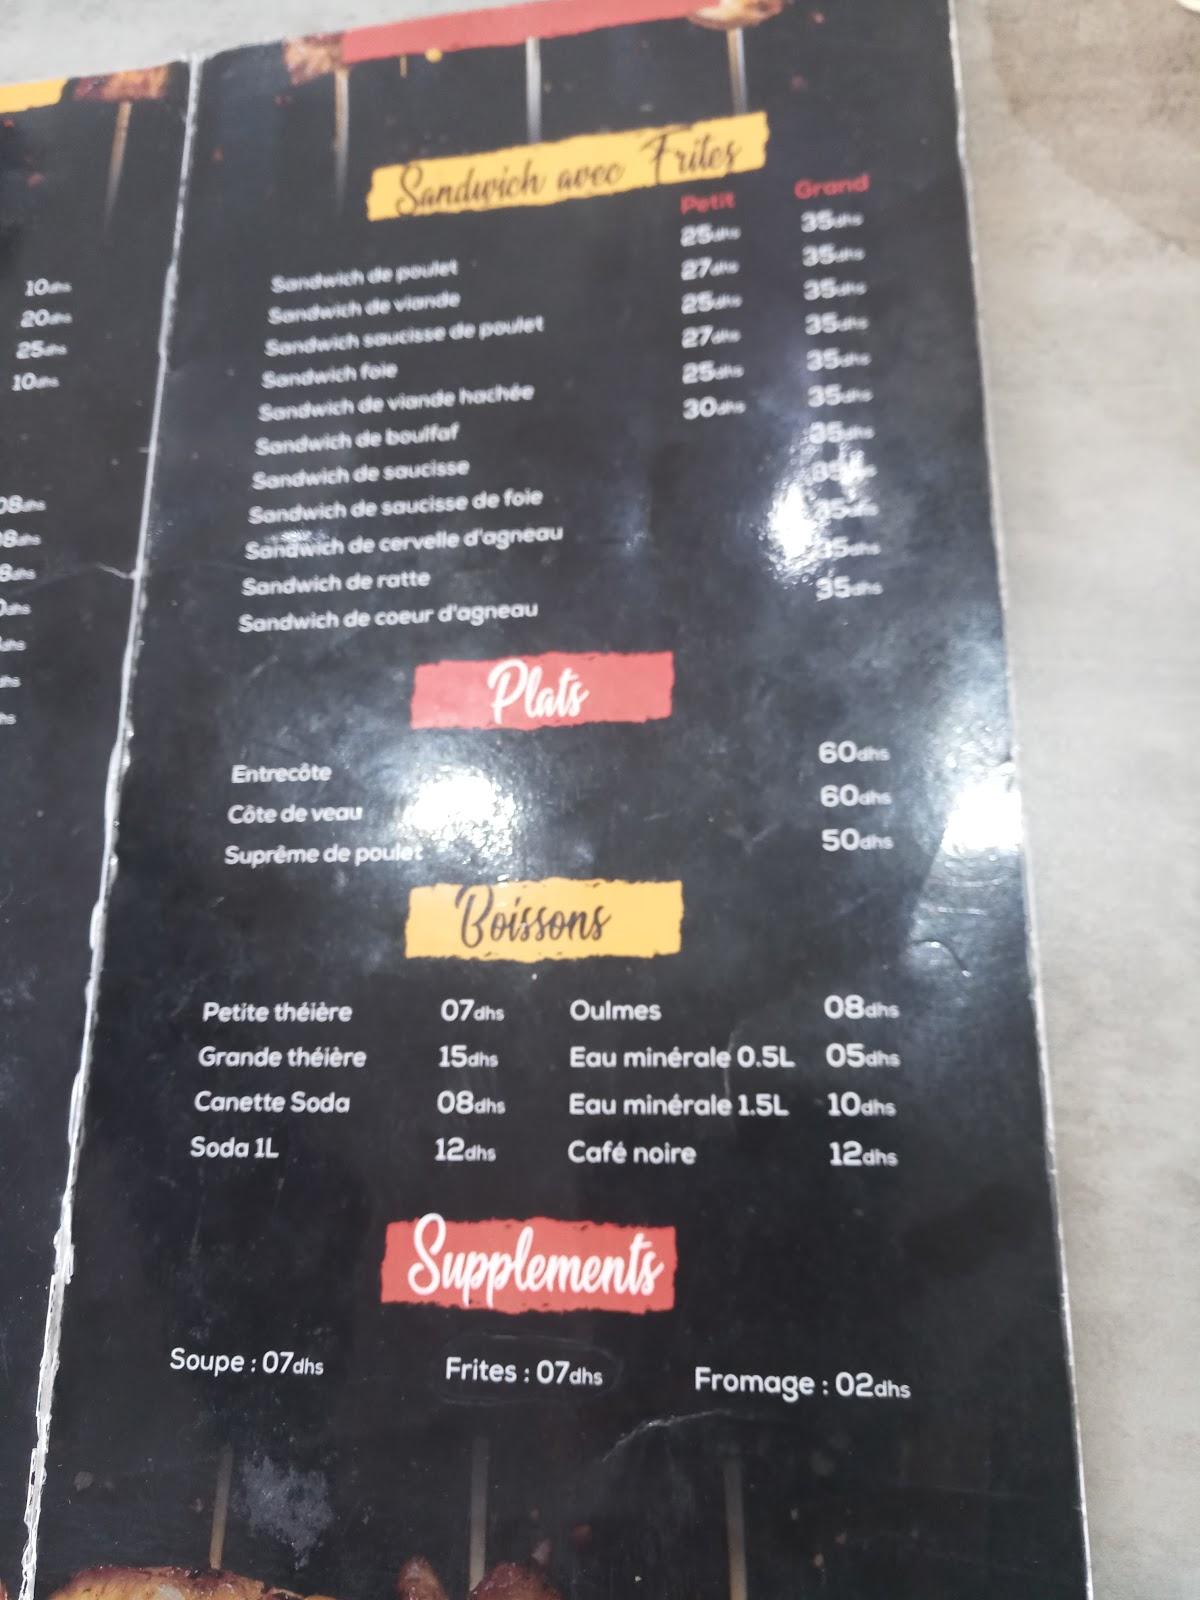 Sandwich avec Frites
Petit Grand
Sandwich de poulet 25dhs 35dhs
Sandwich de viande 27dhs 35dhs
Sandwich saucisse de poulet 25dhs 35dhs
Sandwich foie 27dhs 35dhs
Sandwich de viande hachée 25dhs 35dhs
Sandwich de boulfaf 30dhs 35dhs
Sandwich de saucisse 35dhs
Sandwich de saucisse de foie 35dhs
Sandwich de cervelle d'agneau 35dhs
Sandwich de ratte 35dhs
Sandwich de coeur d'agneau 35dhs
Plats
Entrecôte 60dhs
Côte de veau 60dhs
Suprême de poulet 50dhs
Boissons
Petite théière 07dhs Oulmes 08dhs
Grande théière 15dhs Eau minérale 0.5L 05dhs
Canette Soda 08dhs Eau minérale 1.5L 10dhs
Soda 1L 12dhs Café noire 12dhs
Supplements
Soupe : 07dhs Frites : 07dhs Fromage : 02dhs
10dhs
20dhs
25dhs
10dhs
08dhs